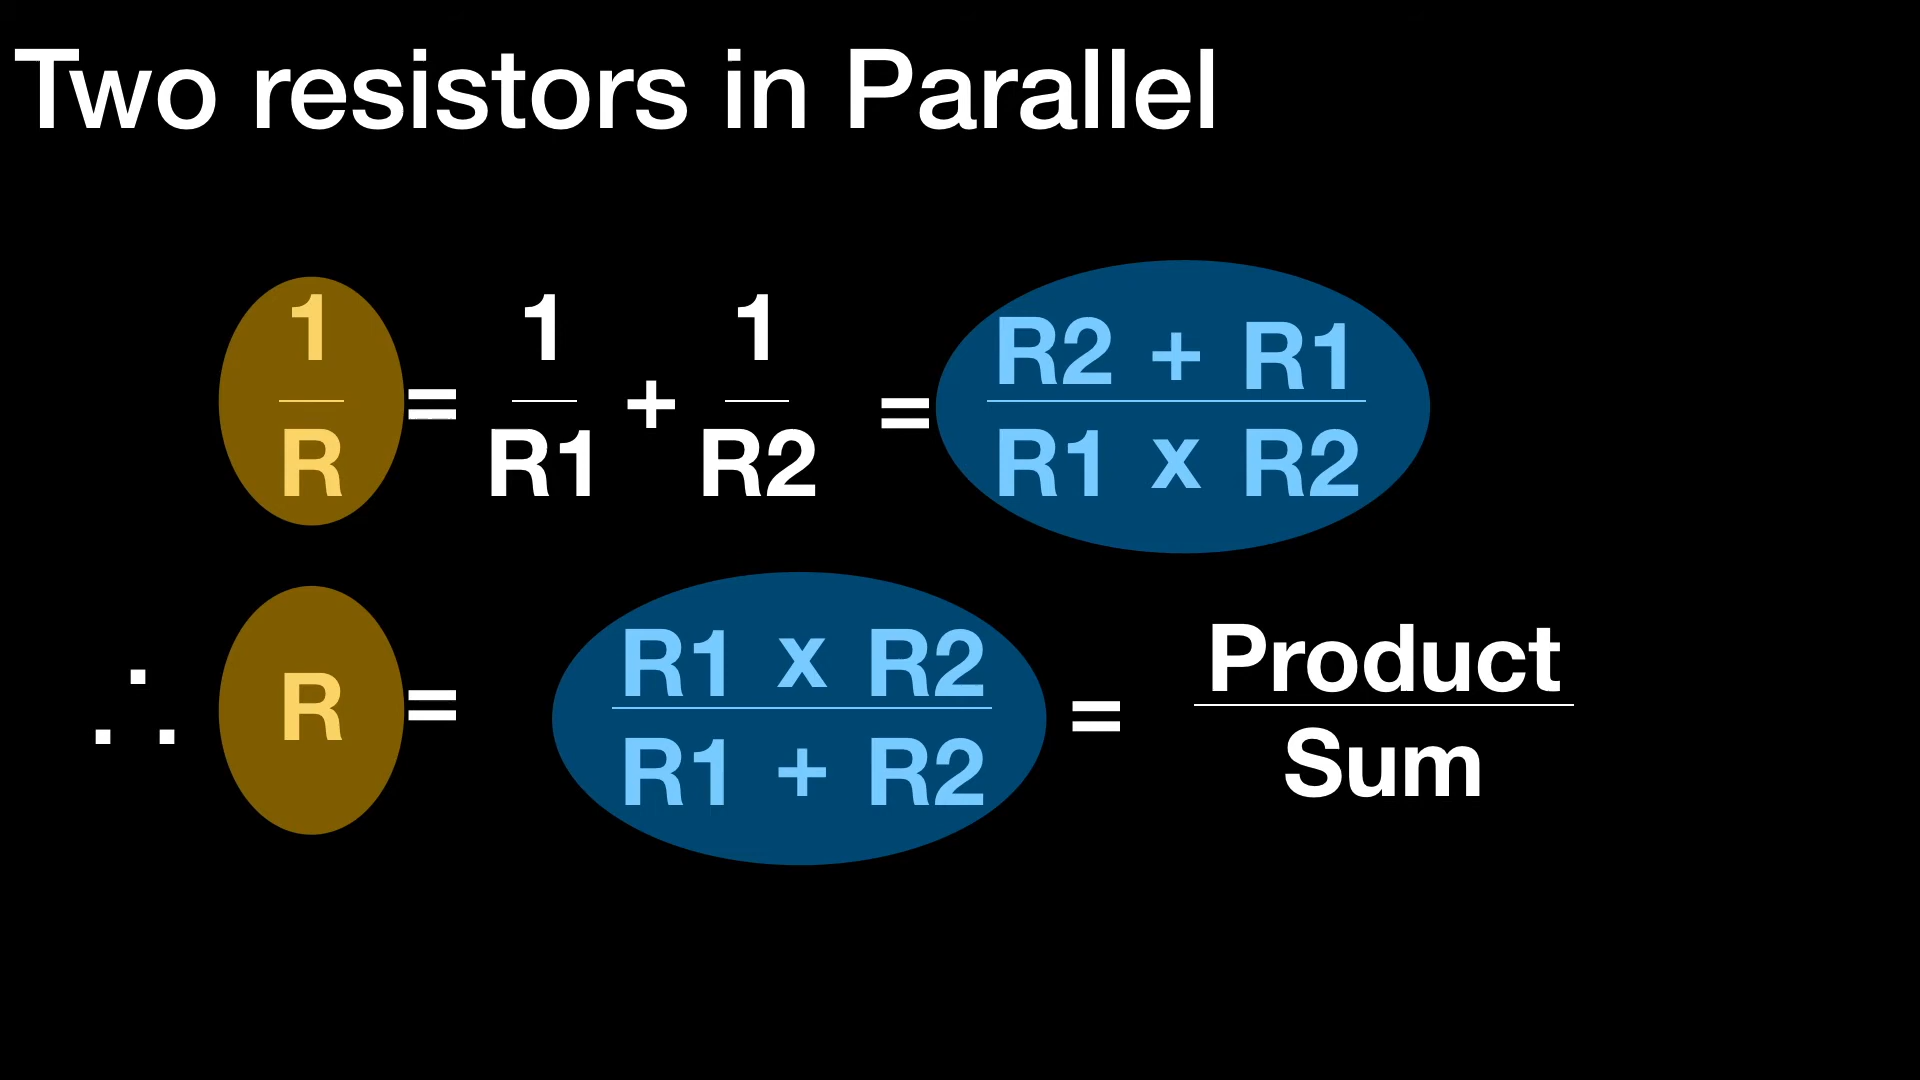 Two resistors in Parallel
1 1 1 R2 + R1
= + =
R R1 R2 R1 x R2
R1 x R2 Product
∴ R = =
R1 + R2 Sum